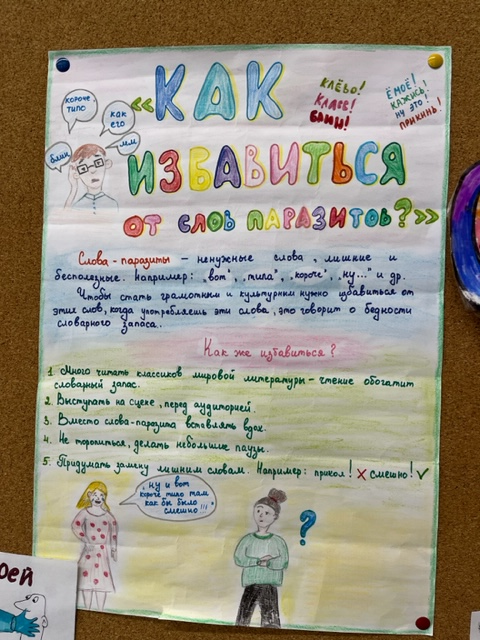 «КАК
ИЗБАВИТЬСЯ
ОТ СЛОВ ПАРАЗИТОВ?»
КЛЁВО!
КЛАСС!
БЛИН!
ЁМОЁ!
КАЖИСЬ!
НУ ЭТО!
ПРИКИНЬ!
короче,
типо
как
его
эмм
блин
Слова-паразиты – ненужные слова, лишние и
бесполезные. Например: „вот", „типа", „короче", „ну..." и др.
Чтобы стать грамотным и культурным нужно избавиться от
этих слов, когда употребляешь эти слова, это говорит о бедности
словарного запаса.
Как же избавиться?
1. Много читать классиков мировой литературы – чтение обогатит
словарный запас.
2. Выступать на сцене, перед аудиторией.
3. Вместо слова-паразита вставлять вдох.
4. Не торопиться, делать небольшие паузы.
5. Придумать замену лишним словам. Например: прикол! X смешно! ✓
ну и вот
короче, типо там
как бы было
смешно!!!
?